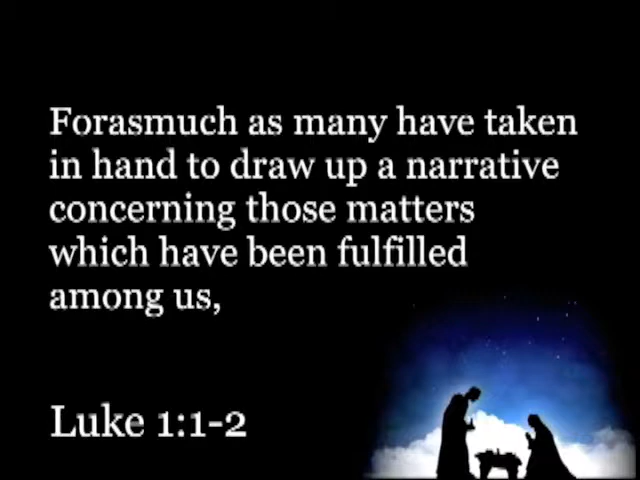 Forasmuch as many have taken
in hand to draw up a narrative
concerning those matters
which have been fulfilled
among us,
Luke 1:1-2